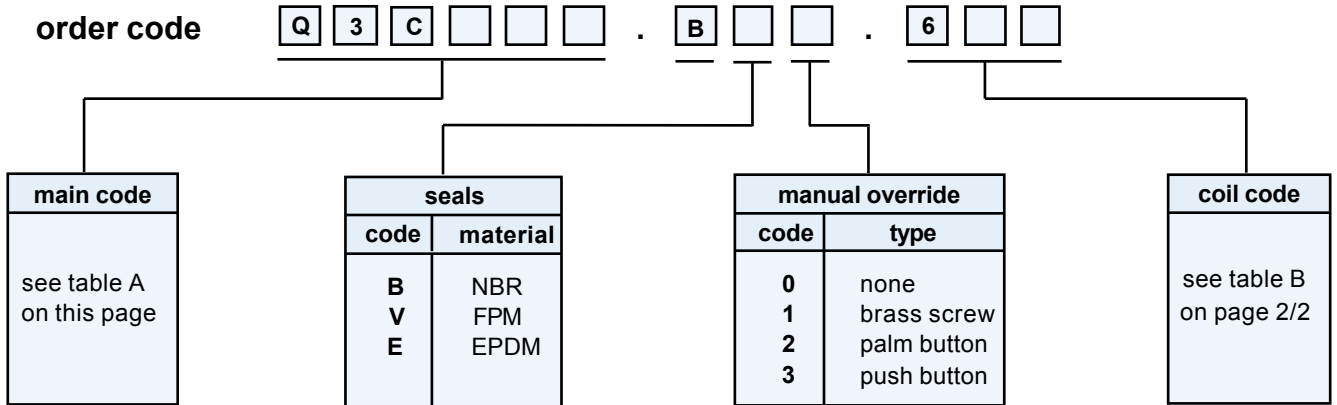 order code Q 3 C . B . 6
main code
see table A
on this page
seals
code material
B NBR
V FPM
E EPDM
manual override
code type
0 none
1 brass screw
2 palm button
3 push button
coil code
see table B
on page 2/2